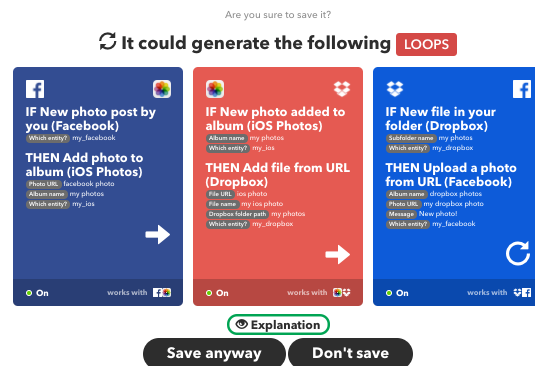 Are you sure to save it?
It could generate the following LOOPS
IF New photo post by
you (Facebook)
Which entity? my_facebook
THEN Add photo to
album (iOS Photos)
Photo URL facebook photo
Album name my photos
Which entity? my_ios
On works with
IF New photo added to
album (iOS Photos)
Album name my photos
Which entity? my_ios
THEN Add file from URL
(Dropbox)
File URL ios photo
File name my ios photo
Dropbox folder path my photos
Which entity? my_dropbox
On works with
IF New file in your
folder (Dropbox)
Subfolder name my photos
Which entity? my_dropbox
THEN Upload a photo
from URL (Facebook)
Album name dropbox photos
Photo URL my dropbox photo
Message New photo!
Which entity? my_facebook
On works with
Explanation
Save anyway Don't save